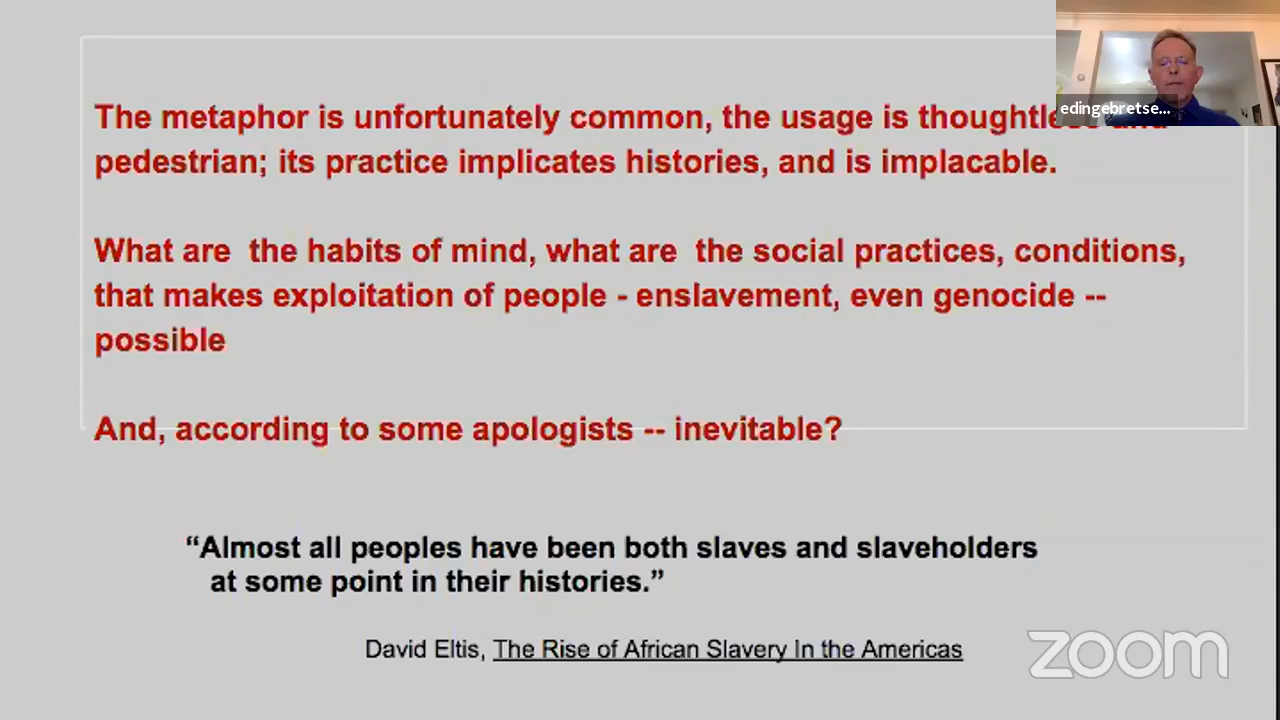 The metaphor is unfortunately common, the usage is
pedestrian; its practice implicates histories, and is implacable.
What are the habits of mind, what are the social practices, conditions,
that makes exploitation of people - enslavement, even genocide --
possible
And, according to some apologists -- inevitable?
“Almost all peoples have been both slaves and slaveholders
at some point in their histories.”
David Eltis, The Rise of African Slavery In the Americas
edingebretse...
zoom